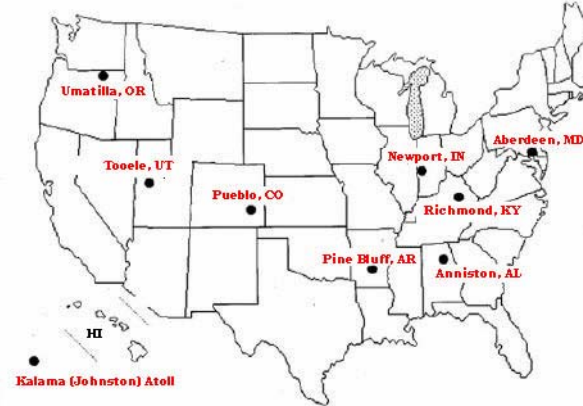 Umatilla, OR
Aberdeen, MD
Tooele, UT
Newport, IN
Pueblo, CO
Richmond, KY
Pine Bluff, AR
Anniston, AL
HI
Kalama (Johnston) Atoll